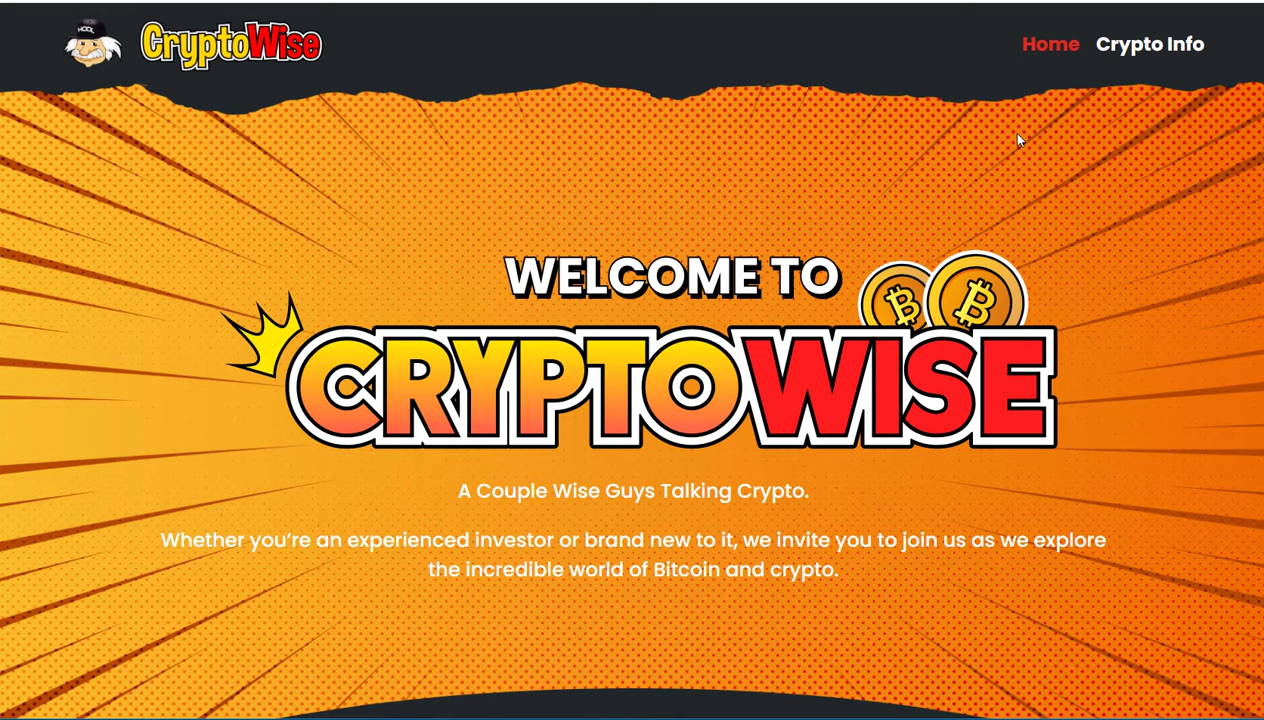 HODL
CryptoWise
Home
Crypto Info
WELCOME TO
CRYPTOWISE
A Couple Wise Guys Talking Crypto.
Whether you’re an experienced investor or brand new to it, we invite you to join us as we explore
the incredible world of Bitcoin and crypto.